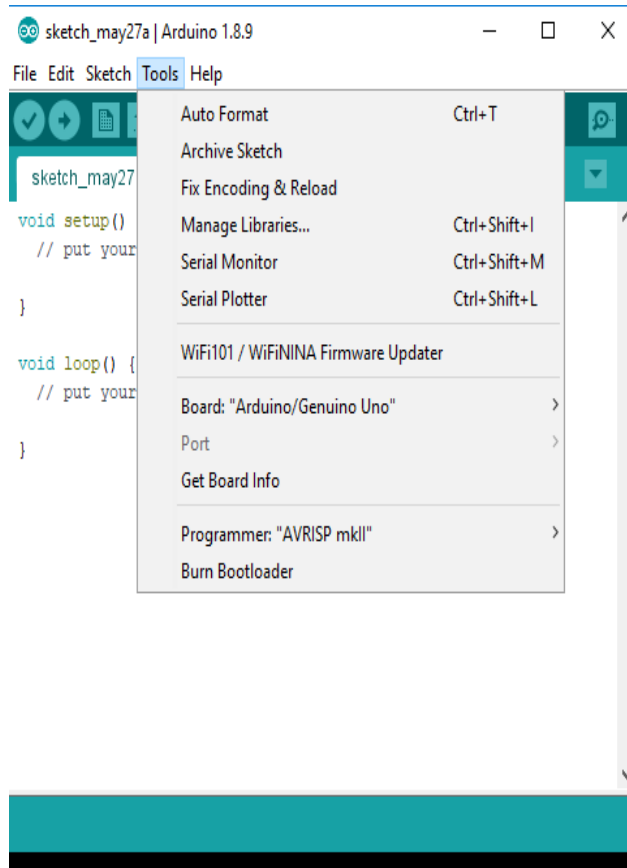 sketch_may27a | Arduino 1.8.9
File Edit Sketch Tools Help
sketch_may27
Auto Format Ctrl+T
Archive Sketch
Fix Encoding & Reload
Manage Libraries... Ctrl+Shift+I
Serial Monitor Ctrl+Shift+M
Serial Plotter Ctrl+Shift+L
WiFi101 / WiFiNINA Firmware Updater
Board: "Arduino/Genuino Uno"
Port
Get Board Info
Programmer: "AVRISP mkII"
Burn Bootloader
void setup()
// put your
}
void loop() {
// put your
}